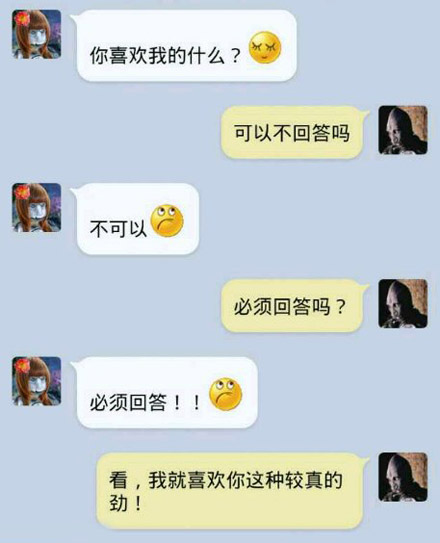 你喜欢我的什么？
可以不回答吗
不可以
必须回答吗？
必须回答！！
看，我就喜欢你这种较真的
劲！